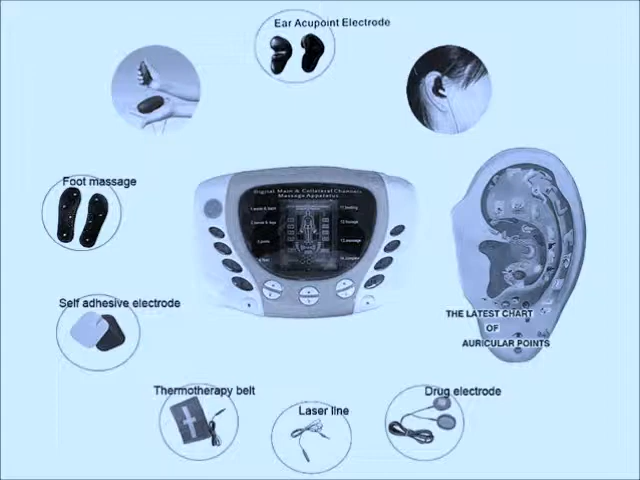 Ear Acupoint Electrode
Foot massage
Digital Main & Collateral Channels
Massage Apparatus
THE LATEST CHART
OF
AURICULAR POINTS
Self adhesive electrode
Thermotherapy belt
Laser line
Drug electrode